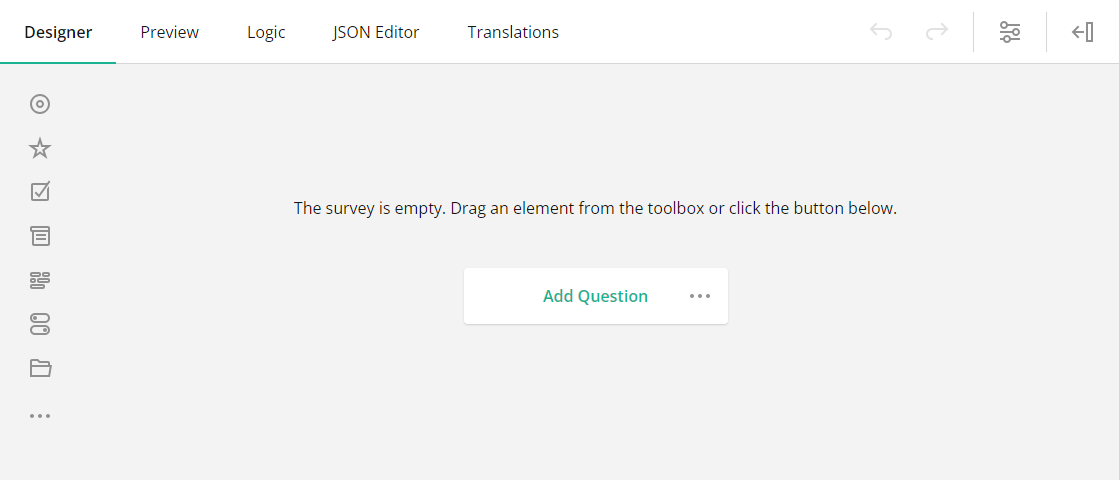 Designer Preview Logic JSON Editor Translations
The survey is empty. Drag an element from the toolbox or click the button below.
Add Question